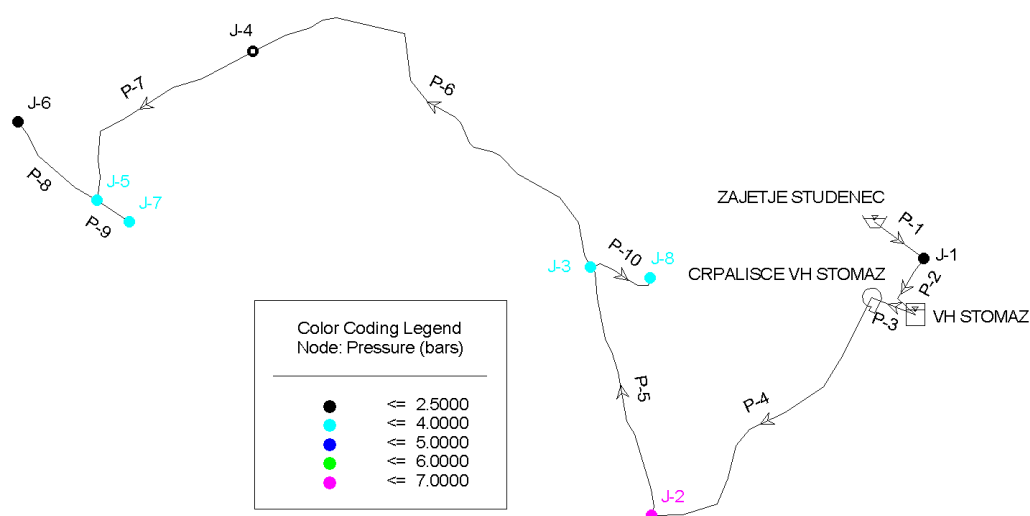 J-4
P-7
J-6
P-6
J-5
P-8
J-7
P-9
ZAJETJE STUDENEC
P-1
J-1
P-10
J-8
J-3
CRPALISCE VH STOMAZ
P-2
VH STOMAZ
P-3
Color Coding Legend
Node: Pressure (bars)
<= 2.5000
<= 4.0000
<= 5.0000
<= 6.0000
<= 7.0000
P-5
P-4
J-2